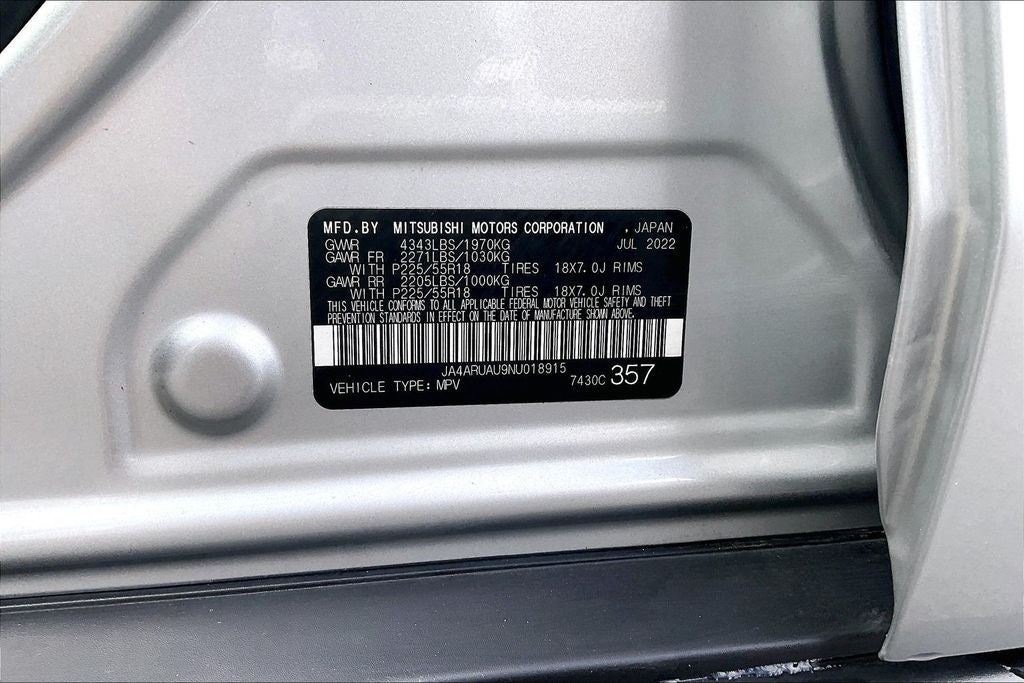 MFD.BY MITSUBISHI MOTORS CORPORATION , JAPAN
GVWR 4343LBS/1970KG JUL 2022
GAWR FR 2271LBS/1030KG
WITH P225/55R18 TIRES 18X7.0J RIMS
GAWR RR 2205LBS/1000KG
WITH P225/55R18 TIRES 18X7.0J RIMS
THIS VEHICLE CONFORMS TO ALL APPLICABLE FEDERAL MOTOR VEHICLE SAFETY AND THEFT
PREVENTION STANDARDS IN EFFECT ON THE DATE OF MANUFACTURE SHOWN ABOVE.
JA4ARUAU9NU018915
VEHICLE TYPE: MPV 7430C 357